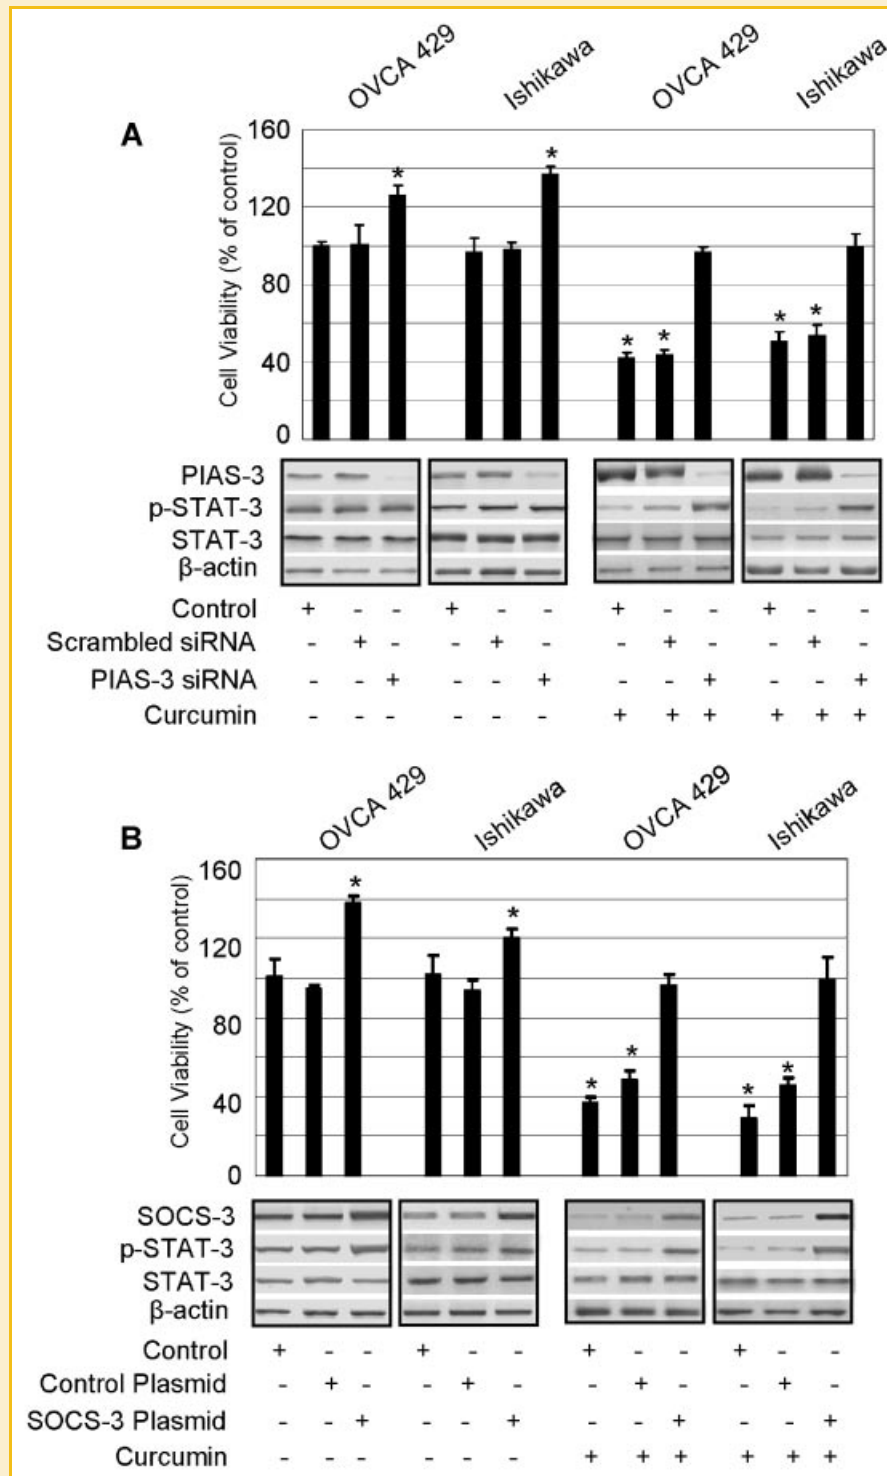 OVCA 429 Ishikawa OVCA 429 Ishikawa
A
Cell Viability (% of control)
160
120
80
40
0
* * * * * *
PIAS-3
p-STAT-3
STAT-3
β-actin
Control + - - + - - + - - + - -
Scrambled siRNA - + - - + - - + - - + -
PIAS-3 siRNA - - + - - + - - + - - +
Curcumin - - - - - - + + + + + +
OVCA 429 Ishikawa OVCA 429 Ishikawa
B
Cell Viability (% of control)
160
120
80
40
0
* * * * * *
SOCS-3
p-STAT-3
STAT-3
β-actin
Control + - - + - - + - - + - -
Control Plasmid - + - - + - - + - - + -
SOCS-3 Plasmid - - + - - + - - + - - +
Curcumin - - - - - - + + + + + +